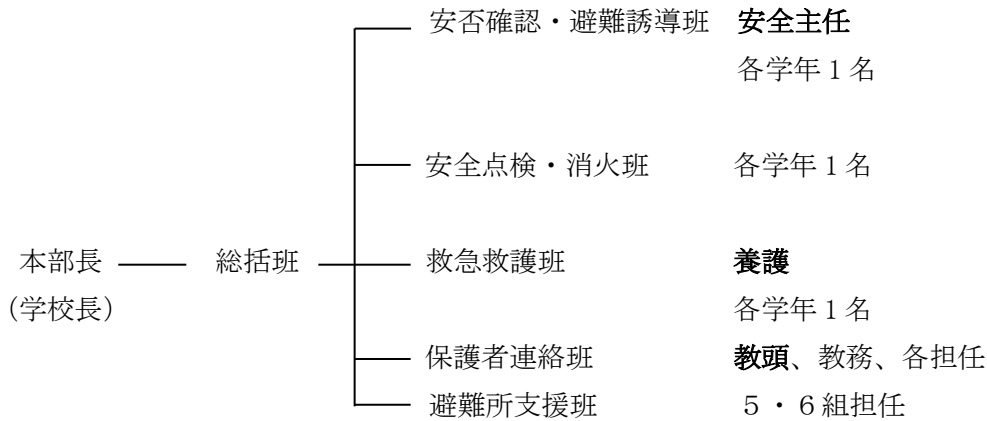 安否確認・避難誘導班 安全主任
各学年1名
安全点検・消火班 各学年1名
本部長 総括班 救急救護班 養護
(学校長) 各学年1名
保護者連絡班 教頭、教務、各担任
避難所支援班 5・6組担任